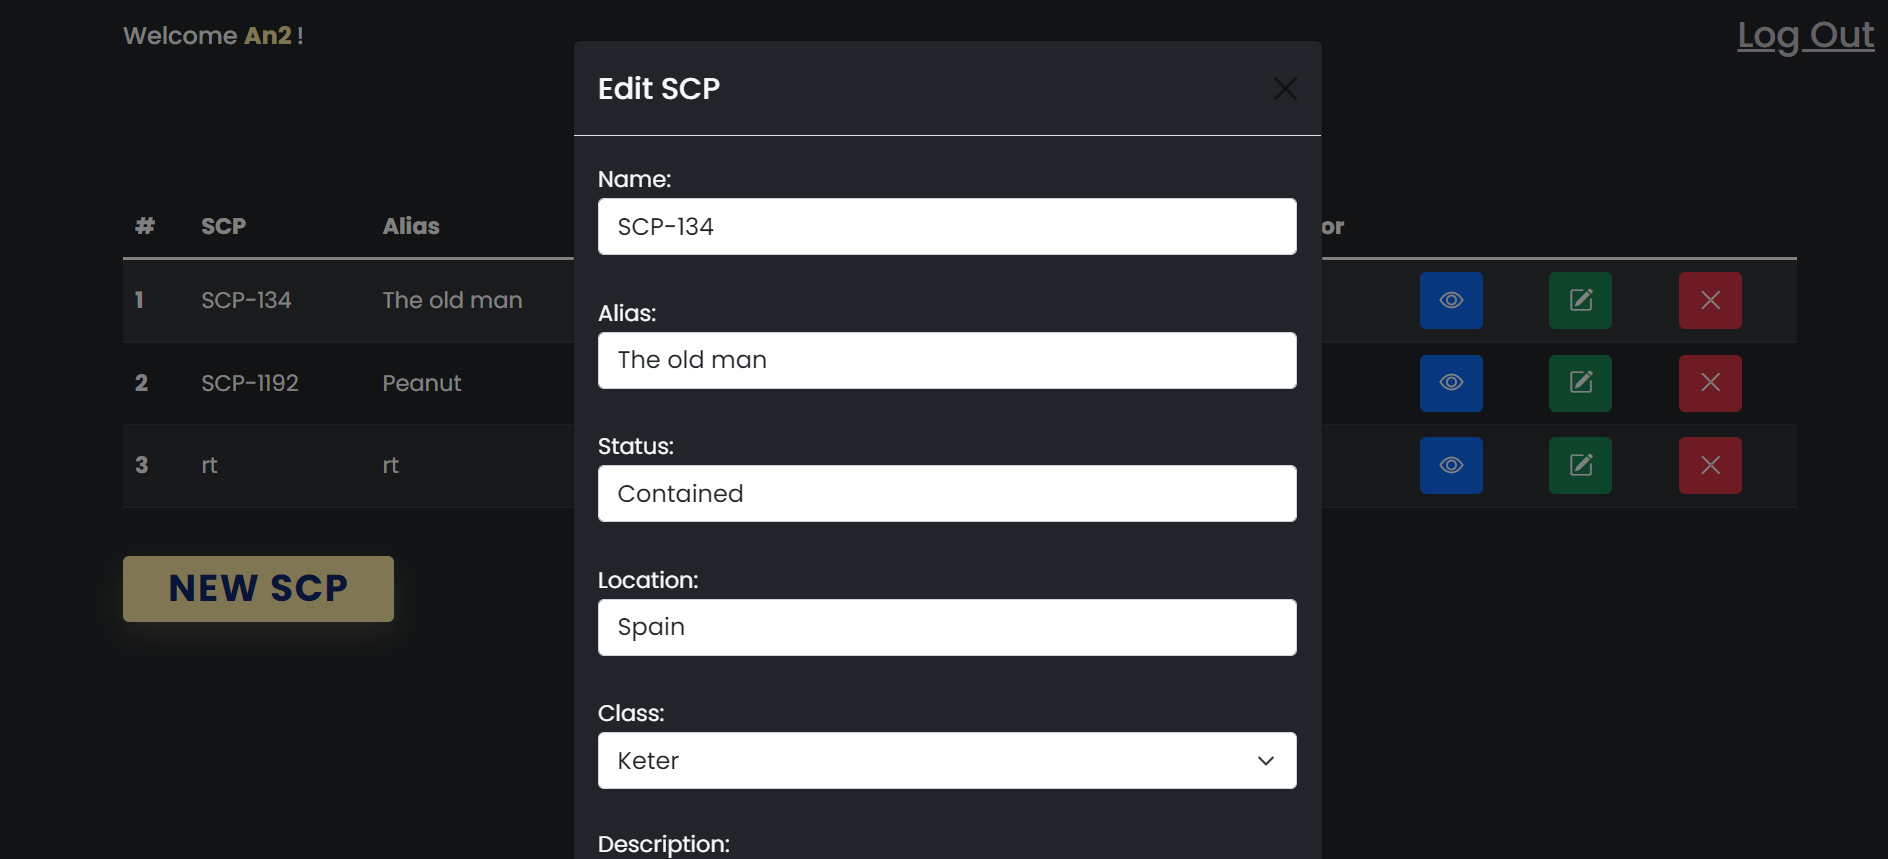 Welcome An2 !
Log Out
Edit SCP
Name:
SCP-134
Alias:
The old man
Status:
Contained
Location:
Spain
Class:
Keter
Description:
# SCP Alias or
1 SCP-134 The old man
2 SCP-1192 Peanut
3 rt rt
NEW SCP